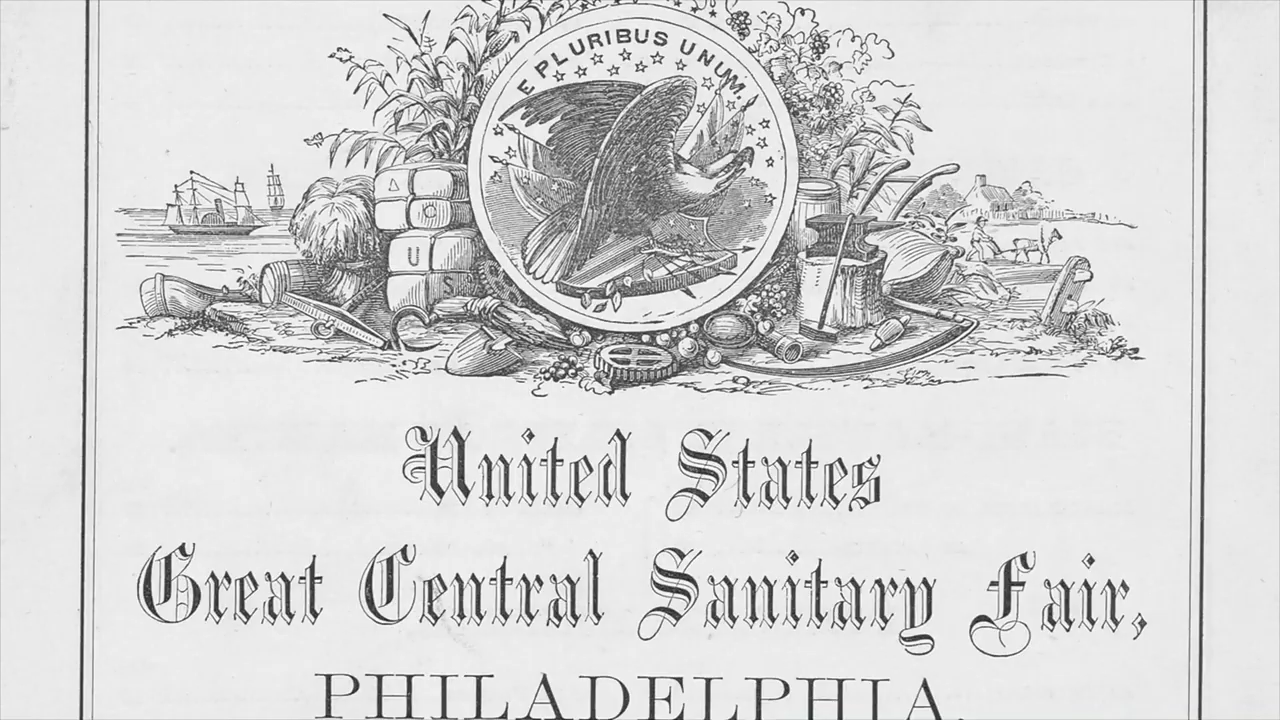 E PLURIBUS UNUM.
A
C
U
S
United States
Great Central Sanitary Fair,
PHILADELPHIA.